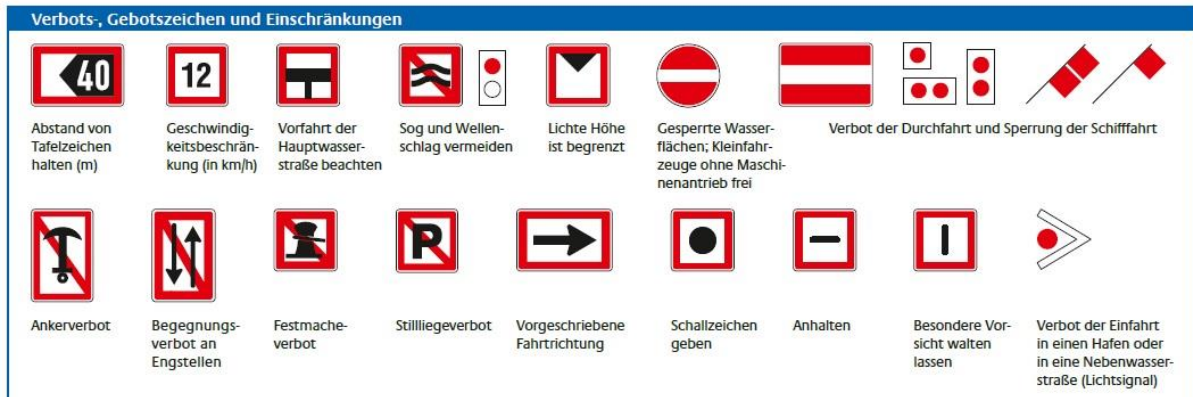 Verbots-, Gebotszeichen und Einschränkungen
40
12
Abstand von
Tafelzeichen
halten (m)
Geschwindig-
keitsbeschrän-
kung (in km/h)
Vorfahrt der
Hauptwasser-
straße beachten
Sog und Wellen-
schlag vermeiden
Lichte Höhe
ist begrenzt
Gesperrte Wasser-
flächen; Kleinfahr-
zeuge ohne Maschi-
nenantrieb frei
Verbot der Durchfahrt und Sperrung der Schifffahrt
P
Ankerverbot
Begegnungs-
verbot an
Engstellen
Festmache-
verbot
Stillliegeverbot
Vorgeschriebene
Fahrtrichtung
Schallzeichen
geben
Anhalten
Besondere Vor-
sicht walten
lassen
Verbot der Einfahrt
in einen Hafen oder
in eine Nebenwasser-
straße (Lichtsignal)